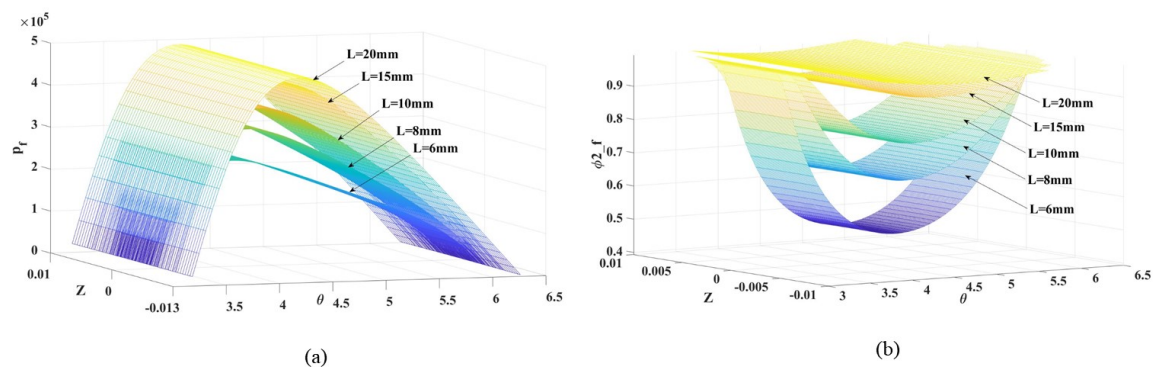 ×10⁵
5
4
3
2
1
0
p_f
0.01
0
-0.013
Z
3.5
4
4.5
5
5.5
6
6.5
θ
L=20mm
L=15mm
L=10mm
L=8mm
L=6mm
(a)
0.9
0.8
0.7
0.6
0.5
0.4
ϕ2_f
0.01
0.005
0
-0.005
-0.01
Z
3
3.5
4
4.5
5
5.5
6
6.5
θ
L=20mm
L=15mm
L=10mm
L=8mm
L=6mm
(b)